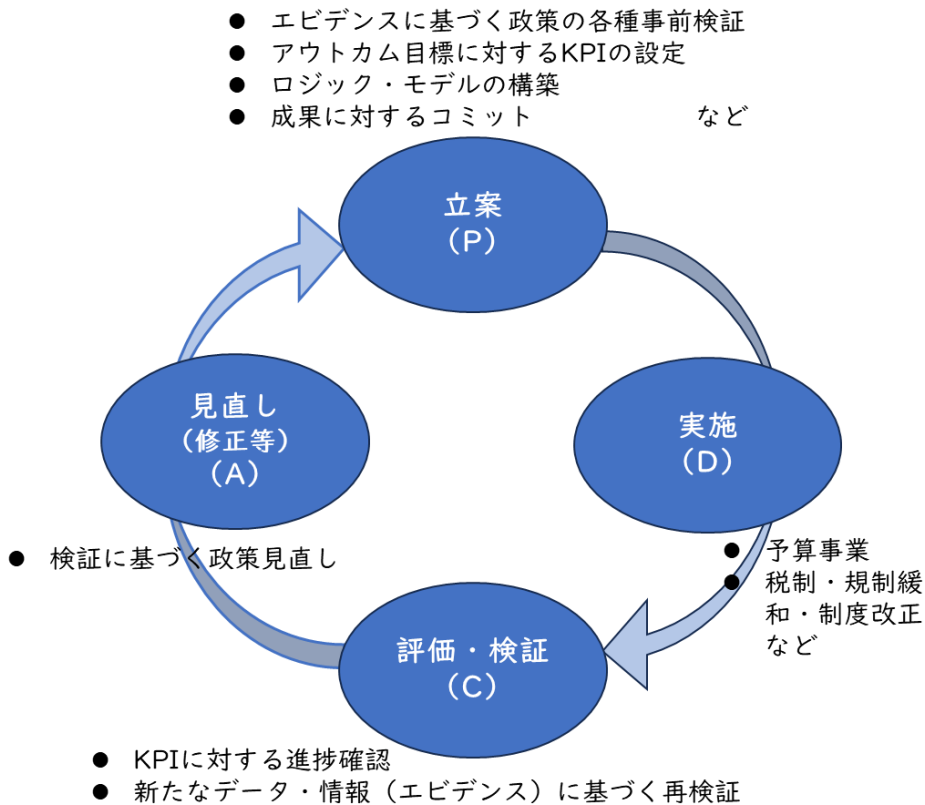 ● エビデンスに基づく政策の各種事前検証
● アウトカム目標に対するKPIの設定
● ロジック・モデルの構築
● 成果に対するコミット など
立案
（P）
見直し
（修正等）
（A）
実施
（D）
● 検証に基づく政策見直し
● 予算事業
● 税制・規制緩
和・制度改正
など
評価・検証
（C）
● KPIに対する進捗確認
● 新たなデータ・情報（エビデンス）に基づく再検証